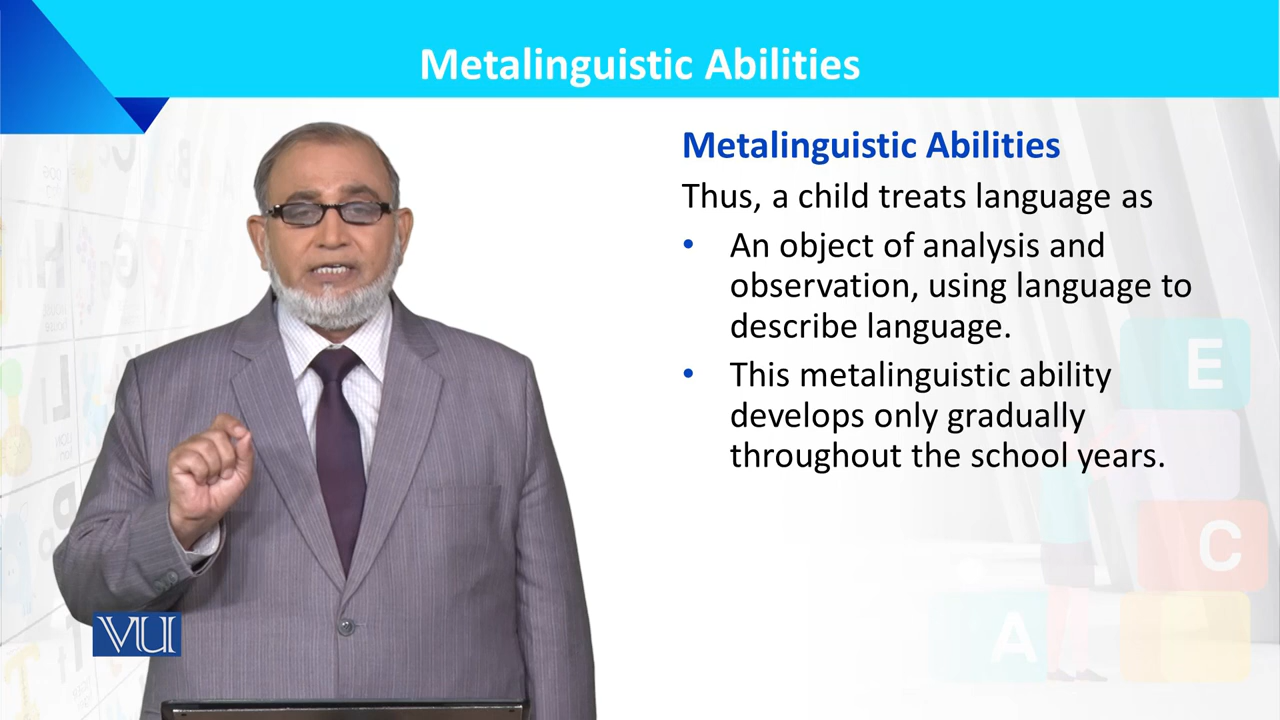 Metalinguistic Abilities
Metalinguistic Abilities
Thus, a child treats language as
• An object of analysis and
observation, using language to
describe language.
• This metalinguistic ability
develops only gradually
throughout the school years.
E
C
A
VU